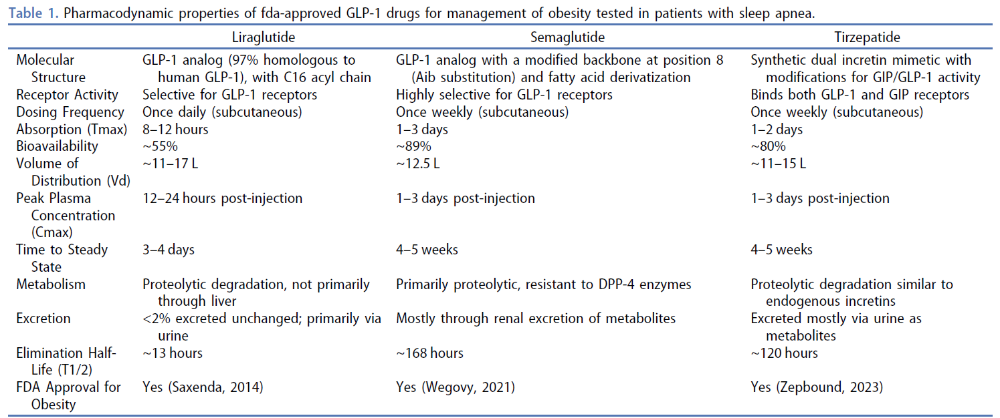 Table 1. Pharmacodynamic properties of fda-approved GLP-1 drugs for management of obesity tested in patients with sleep apnea.
Liraglutide Semaglutide Tirzepatide
Molecular GLP-1 analog (97% homologous to GLP-1 analog with a modified backbone at position 8 Synthetic dual incretin mimetic with
Structure human GLP-1), with C16 acyl chain (Aib substitution) and fatty acid derivatization modifications for GIP/GLP-1 activity
Receptor Activity Selective for GLP-1 receptors Highly selective for GLP-1 receptors Binds both GLP-1 and GIP receptors
Dosing Frequency Once daily (subcutaneous) Once weekly (subcutaneous) Once weekly (subcutaneous)
Absorption (Tmax) 8–12 hours 1–3 days 1–2 days
Bioavailability ~55% ~89% ~80%
Volume of ~11–17 L ~12.5 L ~11–15 L
Distribution (Vd)
Peak Plasma 12–24 hours post-injection 1–3 days post-injection 1–3 days post-injection
Concentration
(Cmax)
Time to Steady 3–4 days 4–5 weeks 4–5 weeks
State
Metabolism Proteolytic degradation, not primarily Primarily proteolytic, resistant to DPP-4 enzymes Proteolytic degradation similar to
through liver endogenous incretins
Excretion <2% excreted unchanged; primarily via Mostly through renal excretion of metabolites Excreted mostly via urine as
urine metabolites
Elimination Half- ~13 hours ~168 hours ~120 hours
Life (T1/2)
FDA Approval for Yes (Saxenda, 2014) Yes (Wegovy, 2021) Yes (Zepbound, 2023)
Obesity